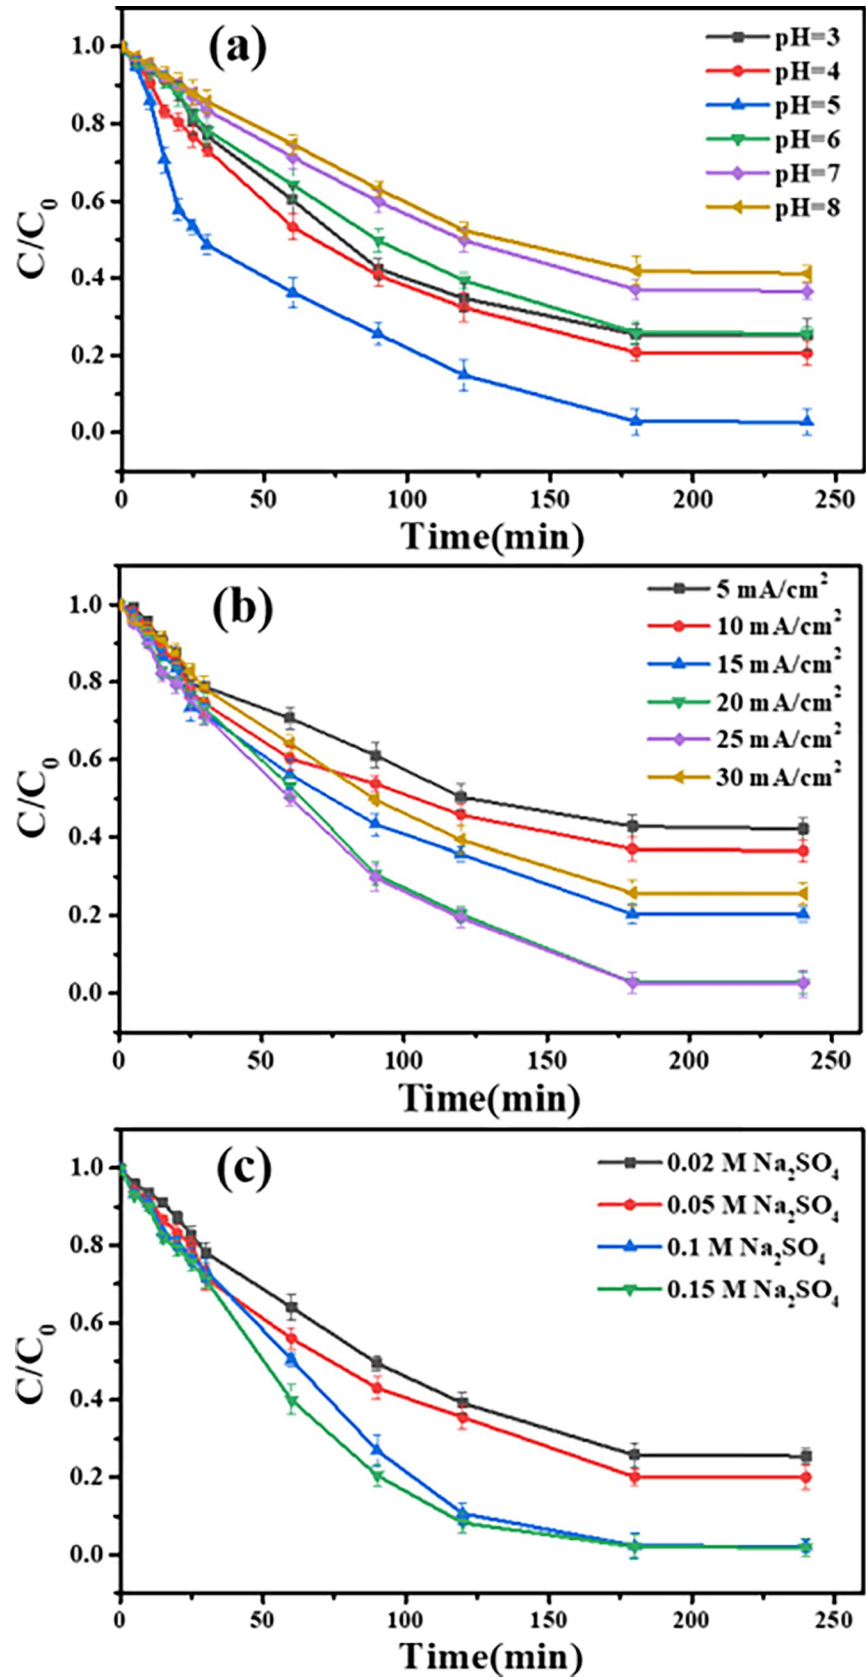 (a)
pH=3
pH=4
pH=5
pH=6
pH=7
pH=8
C/C₀
1.0
0.8
0.6
0.4
0.2
0.0
0 50 100 150 200 250
Time(min)
(b)
5 mA/cm²
10 mA/cm²
15 mA/cm²
20 mA/cm²
25 mA/cm²
30 mA/cm²
C/C₀
1.0
0.8
0.6
0.4
0.2
0.0
0 50 100 150 200 250
Time(min)
(c)
0.02 M Na₂SO₄
0.05 M Na₂SO₄
0.1 M Na₂SO₄
0.15 M Na₂SO₄
C/C₀
1.0
0.8
0.6
0.4
0.2
0.0
0 50 100 150 200 250
Time(min)